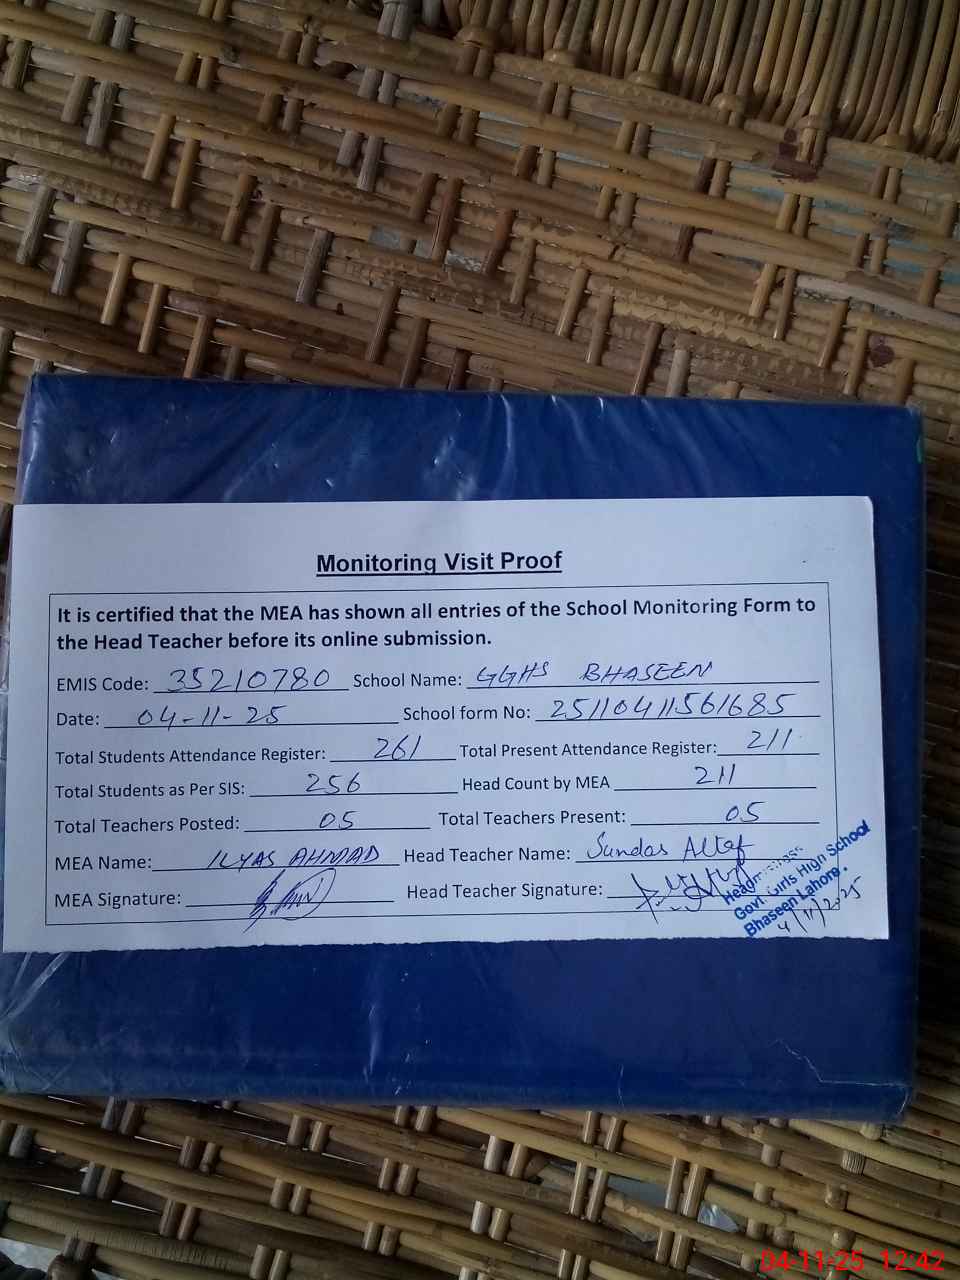 Monitoring Visit Proof
It is certified that the MEA has shown all entries of the School Monitoring Form to
the Head Teacher before its online submission.
EMIS Code: 35210780 School Name: GGHS BHASEEN
Date: 04-11-25 School form No: 25110411561685
Total Students Attendance Register: 261 Total Present Attendance Register: 211
Total Students as Per SIS: 256 Head Count by MEA 211
Total Teachers Posted: 05 Total Teachers Present: 05
MEA Name: ILYAS AHMAD Head Teacher Name: Sundas Altaf
MEA Signature: Head Teacher Signature:
Govt. Girls High School
Bhaseen Lahore.
4/11/2025
04-11-25 12:42